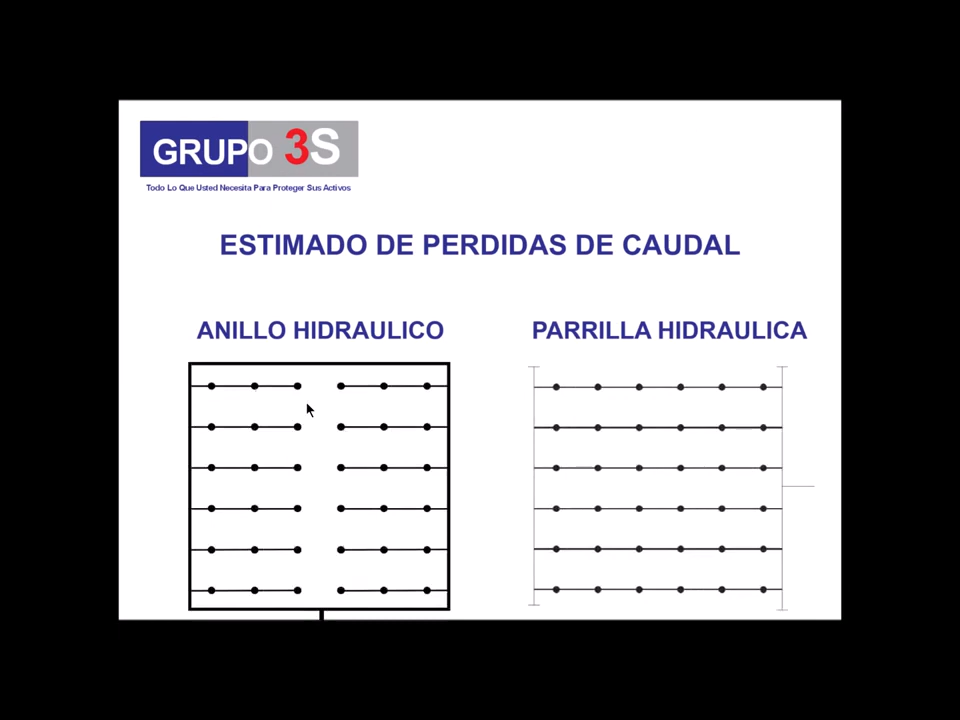 GRUPO 3S
Todo Lo Que Usted Necesita Para Proteger Sus Activos
ESTIMADO DE PERDIDAS DE CAUDAL
ANILLO HIDRAULICO
PARRILLA HIDRAULICA